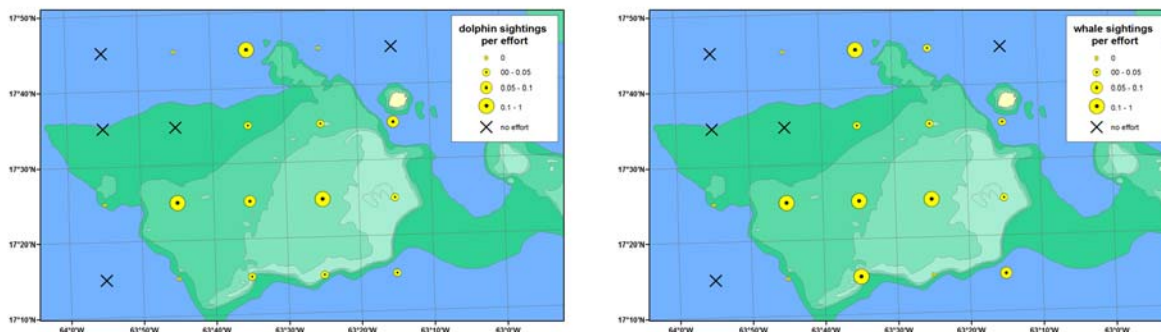 17°50'N
17°40'N
17°30'N
17°20'N
17°10'N
64°0'W
63°50'W
63°40'W
63°30'W
63°20'W
63°10'W
63°0'W
dolphin sightings
per effort
0
00 - 0.05
0.05 - 0.1
0.1 - 1
no effort
17°50'N
17°40'N
17°30'N
17°20'N
17°10'N
64°0'W
63°50'W
63°40'W
63°30'W
63°20'W
63°10'W
63°0'W
whale sightings
per effort
0
00 - 0.05
0.05 - 0.1
0.1 - 1
no effort